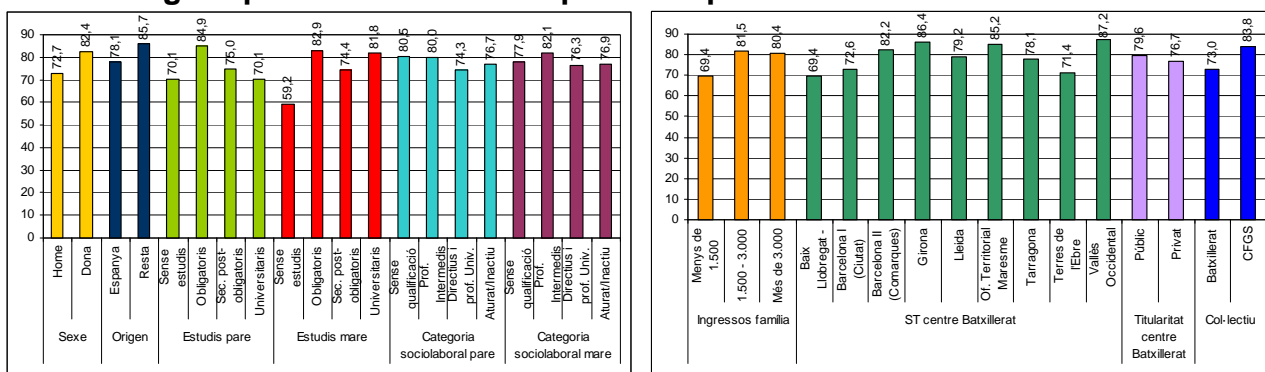 90
80
70
60
50
40
30
20
10
0
72,7
82,4
78,1
85,7
70,1
84,9
75,0
70,1
59,2
82,9
74,4
81,8
80,5
80,0
74,3
76,7
77,9
82,1
76,3
76,9
Home
Dona
Espanya
Resta
Sense
estudis
Obligatoris
Sec. post-
obligatoris
Universitaris
Sense
estudis
Obligatoris
Sec. post-
obligatoris
Universitaris
Sense
qualificació
Prof.
Intermedis
Directius i
prof. Univ.
Aturat/Inactiu
Sense
qualificació
Prof.
Intermedis
Directius i
prof. Univ.
Aturat/Inactiu
Sexe
Origen
Estudis pare
Estudis mare
Categoria
sociolaboral pare
Categoria
sociolaboral mare
90
80
70
60
50
40
30
20
10
0
69,4
81,5
80,4
69,4
72,6
82,2
86,4
79,2
85,2
78,1
71,4
87,2
79,6
76,7
73,0
83,8
Menys de
1.500
1.500 - 3.000
Més de 3.000
Baix
Llobregat -
Barcelona I
(Ciutat)
Barcelona II
(Comarques)
Girona
Lleida
Of. Territorial
Maresme
Tarragona
Terres de
l'Ebre
Vallès
Occidental
Públic
Privat
Batxillerat
CFGS
Ingressos família
ST centre Batxillerat
Titularitat
centre
Batxillerat
Col·lectiu